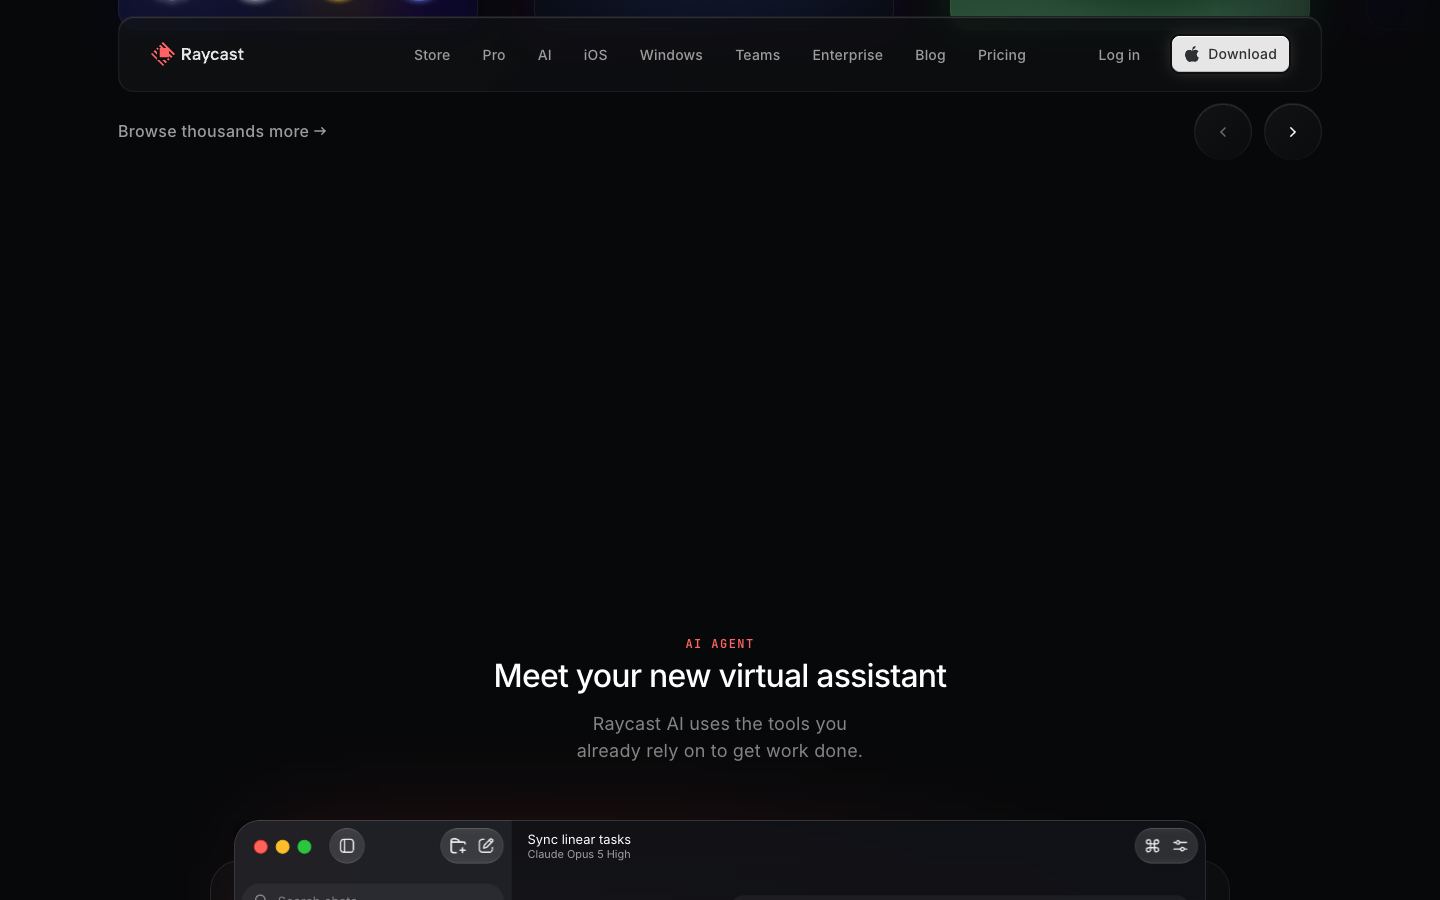 Raycast
Store
Pro
AI
iOS
Windows
Teams
Enterprise
Blog
Pricing
Log in
Download
Browse thousands more →
AI AGENT
Meet your new virtual assistant
Raycast AI uses the tools you
already rely on to get work done.
Sync linear tasks
Claude Opus 5 High
Search chats